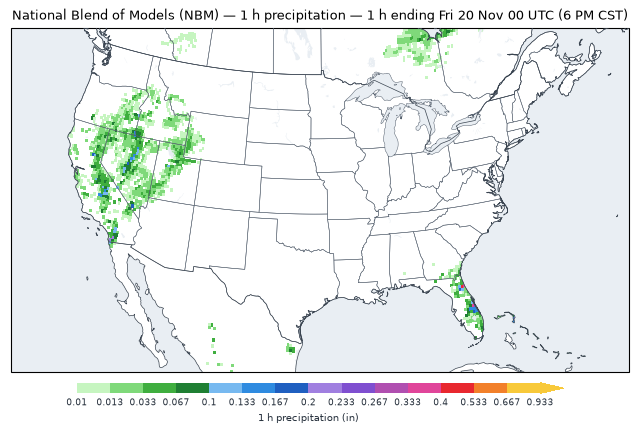 National Blend of Models (NBM) — 1 h precipitation — 1 h ending Fri 20 Nov 00 UTC (6 PM CST)
0.01 0.013 0.033 0.067 0.1 0.133 0.167 0.2 0.233 0.267 0.333 0.4 0.533 0.667 0.933
1 h precipitation (in)